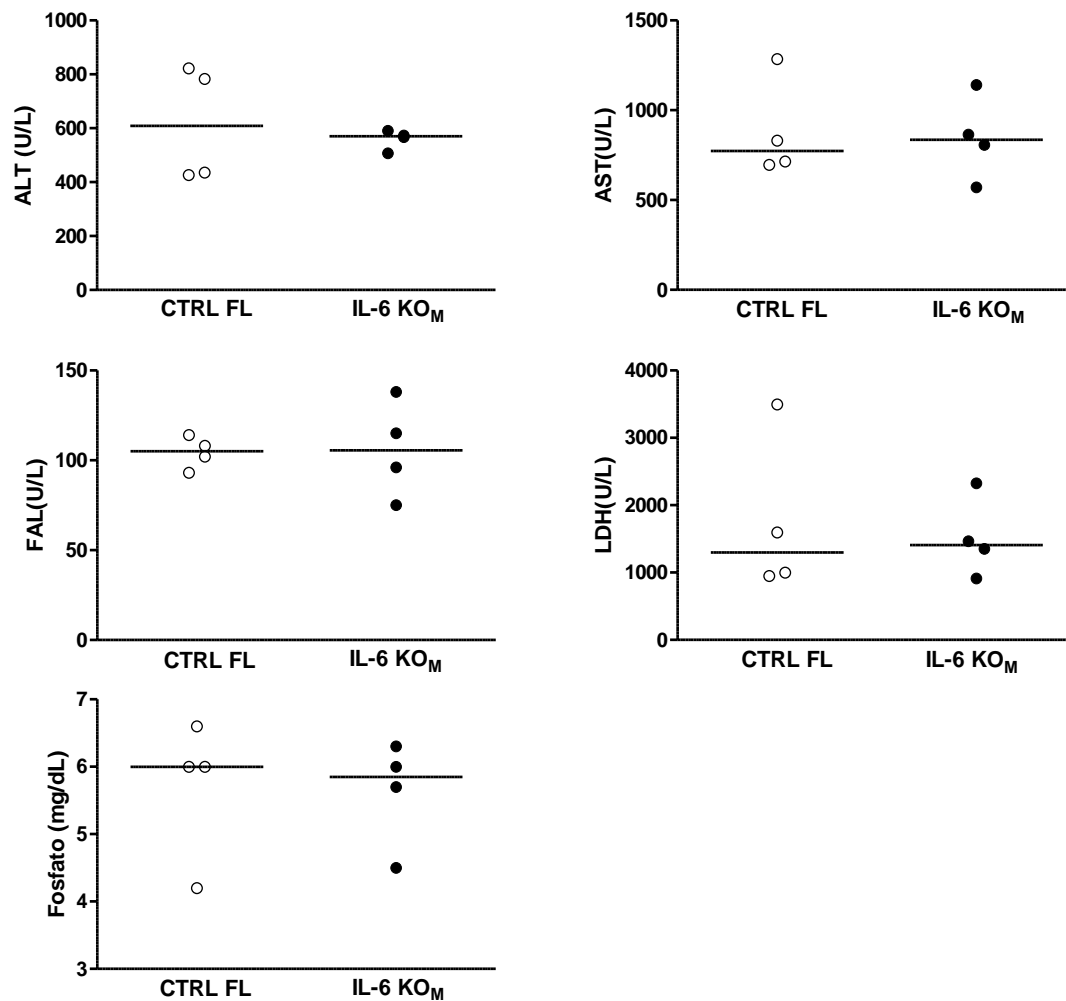 1000
800
600
400
200
0
ALT (U/L)
CTRL FL
IL-6 KOM
1500
1000
500
0
AST(U/L)
CTRL FL
IL-6 KOM
150
100
50
0
FAL(U/L)
CTRL FL
IL-6 KOM
4000
3000
2000
1000
0
LDH(U/L)
CTRL FL
IL-6 KOM
7
6
5
4
3
Fosfato (mg/dL)
CTRL FL
IL-6 KOM